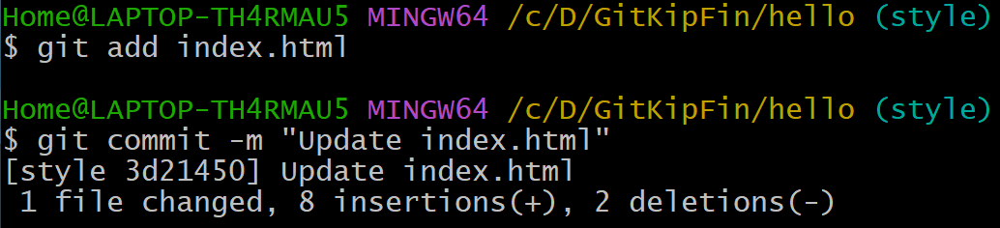 Home@LAPTOP-TH4RMAU5 MINGW64 /c/D/GitKipFin/hello (style)
$ git add index.html
Home@LAPTOP-TH4RMAU5 MINGW64 /c/D/GitKipFin/hello (style)
$ git commit -m "Update index.html"
[style 3d21450] Update index.html
 1 file changed, 8 insertions(+), 2 deletions(-)